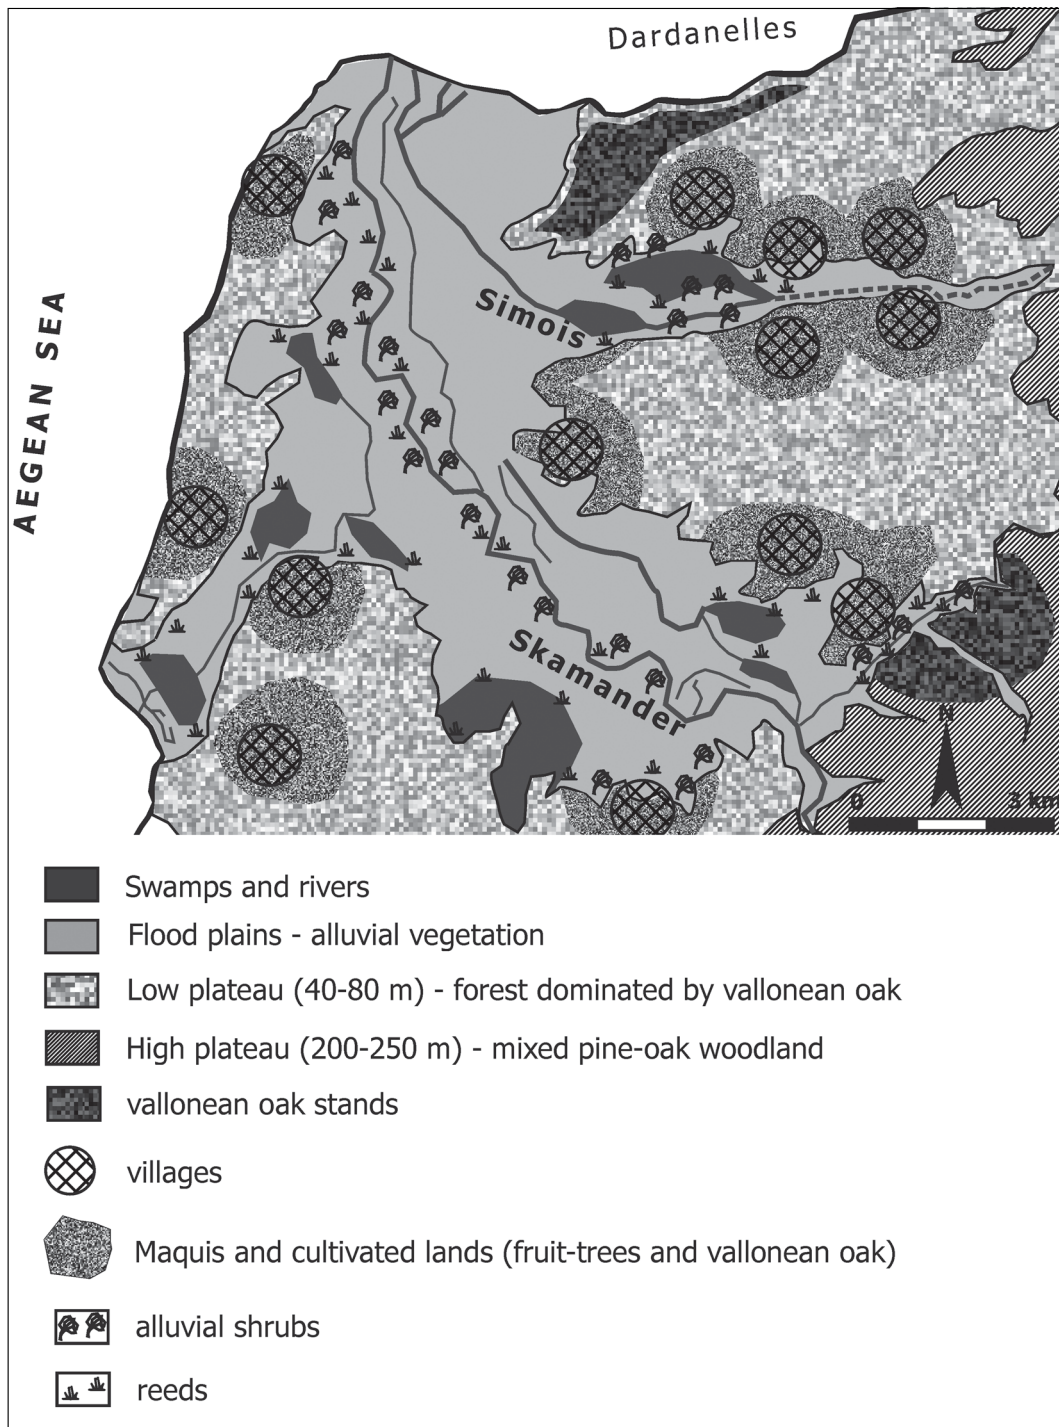 Dardanelles
AEGEAN SEA
Simois
Skamander
N
0 3 km
Swamps and rivers
Flood plains - alluvial vegetation
Low plateau (40-80 m) - forest dominated by vallonean oak
High plateau (200-250 m) - mixed pine-oak woodland
vallonean oak stands
villages
Maquis and cultivated lands (fruit-trees and vallonean oak)
alluvial shrubs
reeds